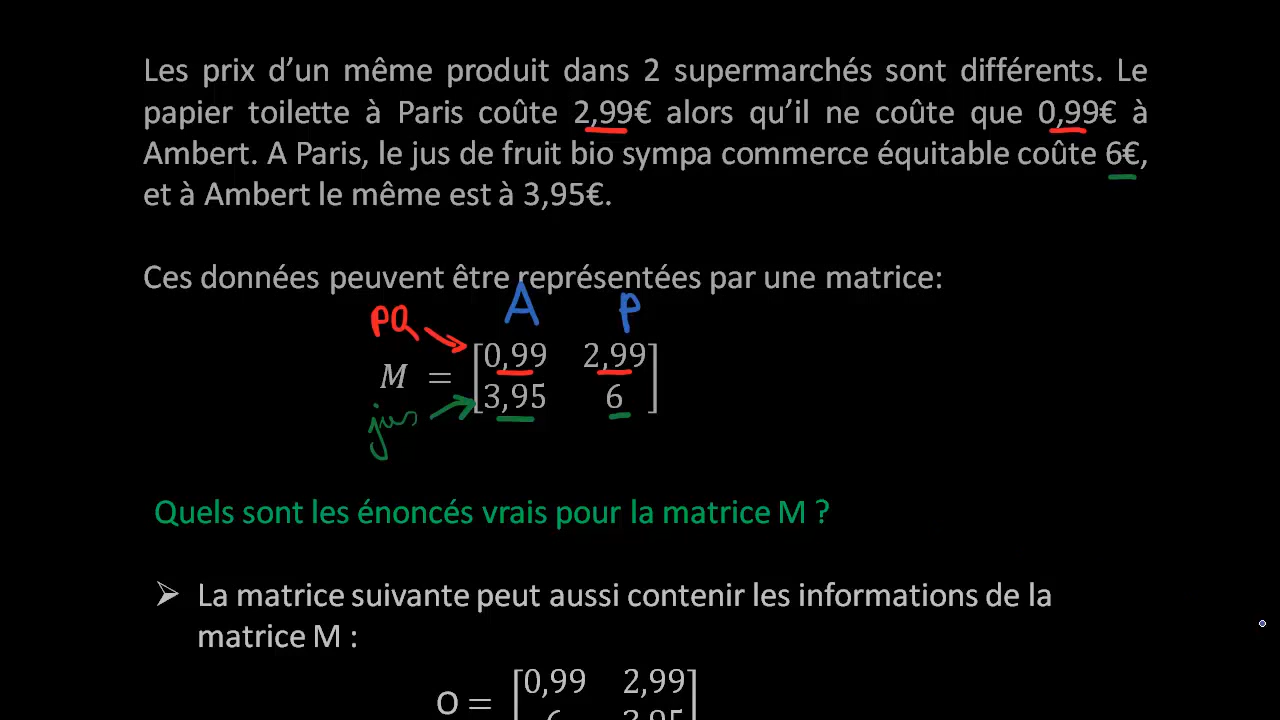 Les prix d’un même produit dans 2 supermarchés sont différents. Le
papier toilette à Paris coûte 2,99€ alors qu’il ne coûte que 0,99€ à
Ambert. A Paris, le jus de fruit bio sympa commerce équitable coûte 6€,
et à Ambert le même est à 3,95€.
Ces données peuvent être représentées par une matrice:
A P
PQ
M = [0,99 2,99]
[3,95 6]
jus
Quels sont les énoncés vrais pour la matrice M ?
➢ La matrice suivante peut aussi contenir les informations de la
matrice M :
O = [0,99 2,99]
6 3,95